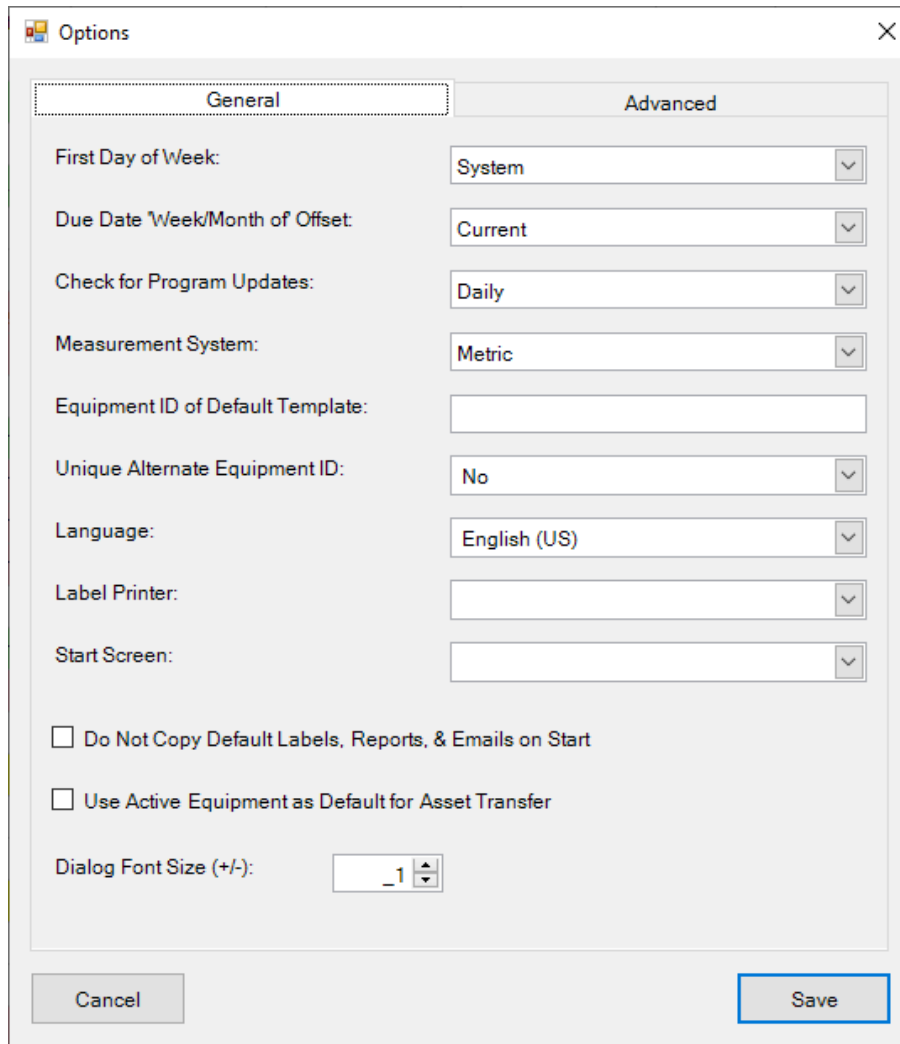 Options
General
Advanced
First Day of Week:
System
Due Date 'Week/Month of' Offset:
Current
Check for Program Updates:
Daily
Measurement System:
Metric
Equipment ID of Default Template:
Unique Alternate Equipment ID:
No
Language:
English (US)
Label Printer:
Start Screen:
Do Not Copy Default Labels, Reports, & Emails on Start
Use Active Equipment as Default for Asset Transfer
Dialog Font Size (+/-):
_1
Cancel
Save